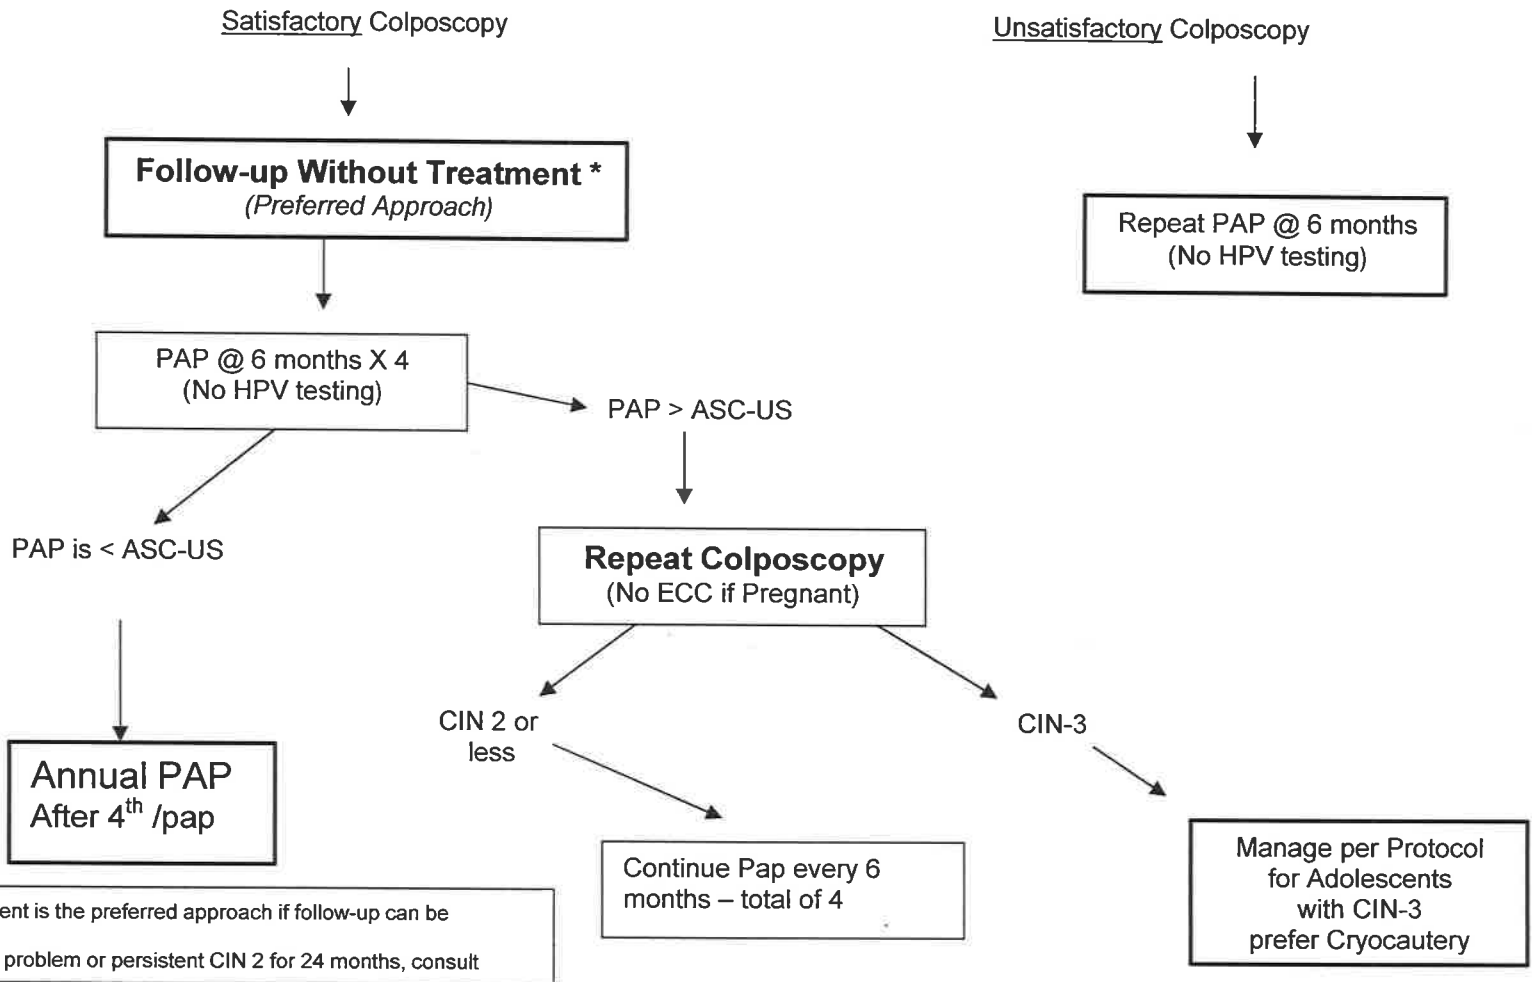 Satisfactory Colposcopy
Unsatisfactory Colposcopy
Follow-up Without Treatment *
(Preferred Approach)
Repeat PAP @ 6 months
(No HPV testing)
PAP @ 6 months X 4
(No HPV testing)
PAP > ASC-US
PAP is < ASC-US
Repeat Colposcopy
(No ECC if Pregnant)
CIN 2 or
less
CIN-3
Annual PAP
After 4th /pap
Continue Pap every 6
months – total of 4
Manage per Protocol
for Adolescents
with CIN-3
prefer Cryocautery
is the preferred approach if follow-up can be
problem or persistent CIN 2 for 24 months, consult